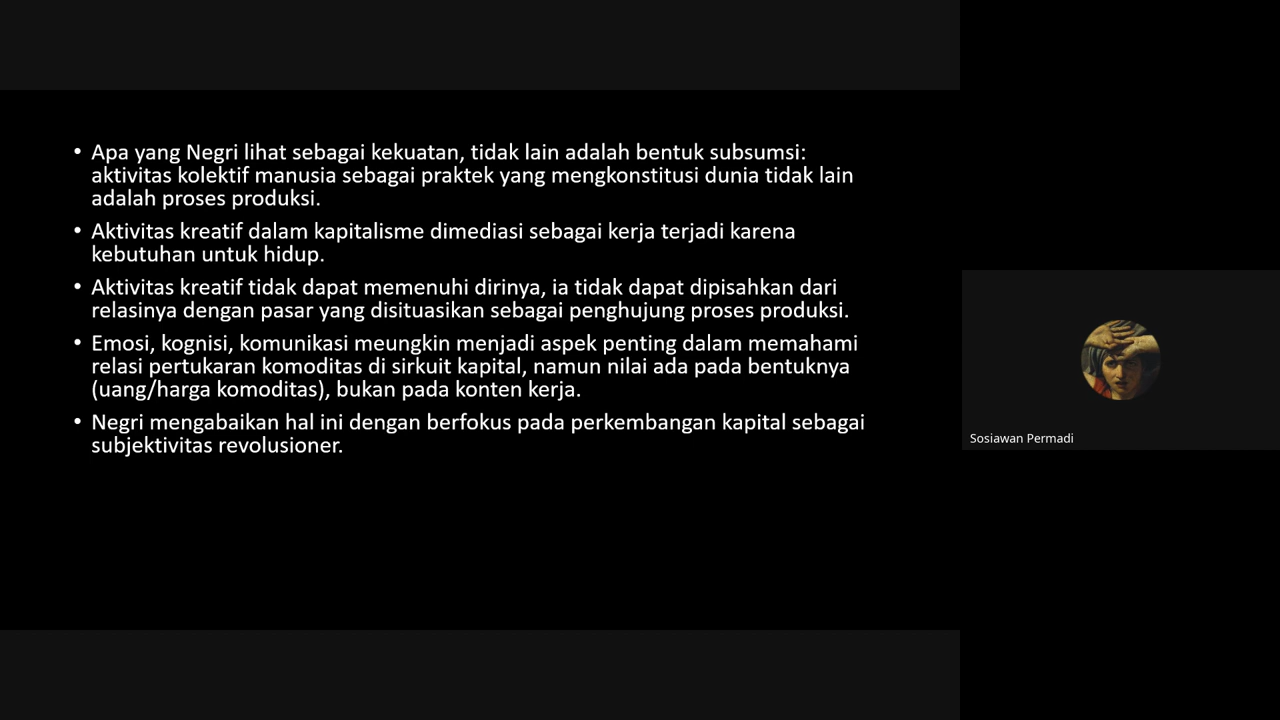 • Apa yang Negri lihat sebagai kekuatan, tidak lain adalah bentuk subsumsi:
aktivitas kolektif manusia sebagai praktek yang mengkonstitusi dunia tidak lain
adalah proses produksi.
• Aktivitas kreatif dalam kapitalisme dimediasi sebagai kerja terjadi karena
kebutuhan untuk hidup.
• Aktivitas kreatif tidak dapat memenuhi dirinya, ia tidak dapat dipisahkan dari
relasinya dengan pasar yang disituasikan sebagai penghujung proses produksi.
• Emosi, kognisi, komunikasi meungkin menjadi aspek penting dalam memahami
relasi pertukaran komoditas di sirkuit kapital, namun nilai ada pada bentuknya
(uang/harga komoditas), bukan pada konten kerja.
• Negri mengabaikan hal ini dengan berfokus pada perkembangan kapital sebagai
subjektivitas revolusioner.
Sosiawan Permadi